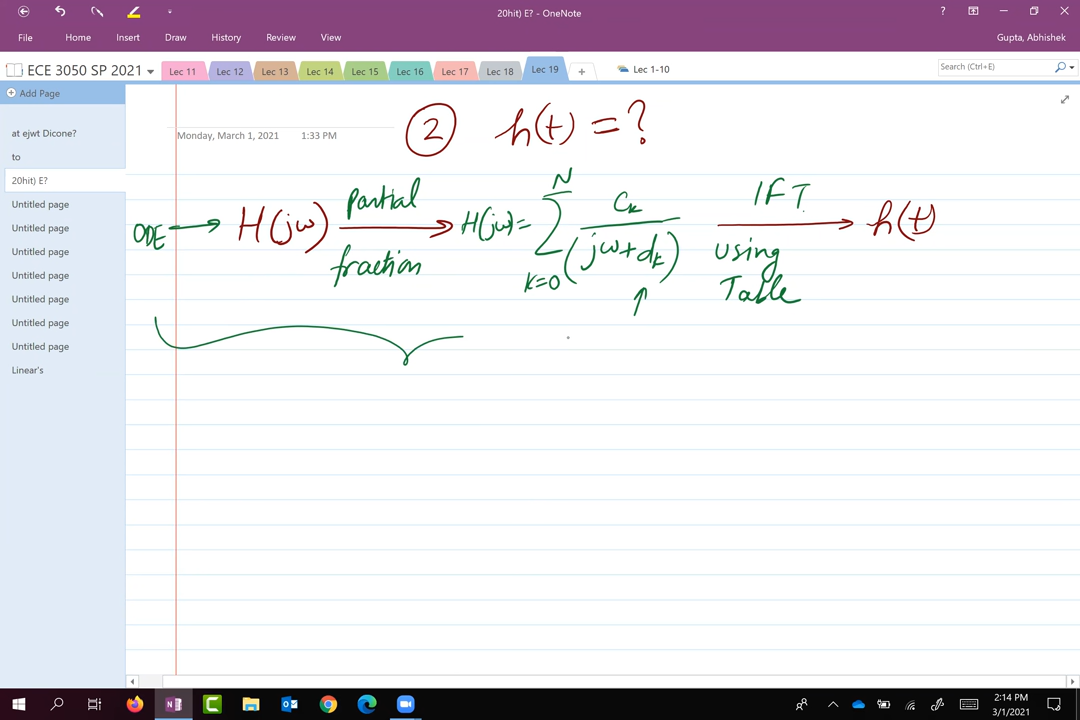 20hit) E? - OneNote
?
File Home Insert Draw History Review View
Gupta, Abhishek
ECE 3050 SP 2021
Lec 11 Lec 12 Lec 13 Lec 14 Lec 15 Lec 16 Lec 17 Lec 18 Lec 19 + Lec 1-10
Search (Ctrl+E)
Add Page
at ejwt Dicone?
to
20hit) E?
Untitled page
Untitled page
Untitled page
Untitled page
Untitled page
Untitled page
Untitled page
Linear's
Monday, March 1, 2021 1:33 PM
② h(t) = ?
ODE → H(jω) Partial fraction → H(jω) = N ∑ k=0 c_k / (jω + d_k) ↑ IFT using Table → h(t)
2:14 PM
3/1/2021